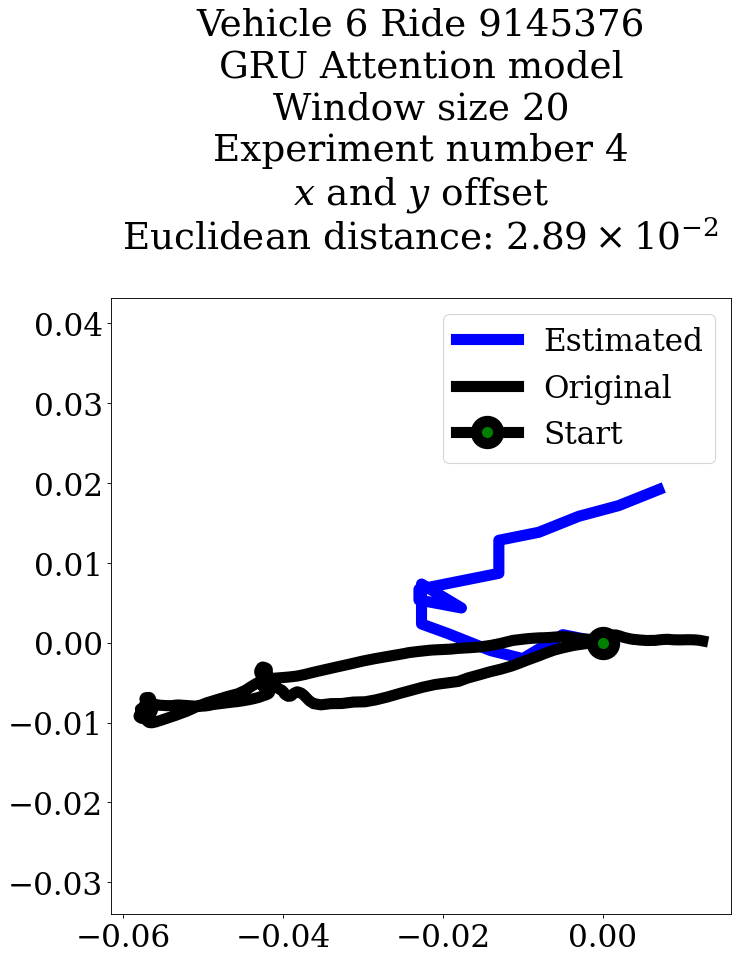 Vehicle 6 Ride 9145376
GRU Attention model
Window size 20
Experiment number 4
x and y offset
Euclidean distance: 2.89 × 10⁻²
Estimated
Original
Start
0.04
0.03
0.02
0.01
0.00
−0.01
−0.02
−0.03
−0.06 −0.04 −0.02 0.00